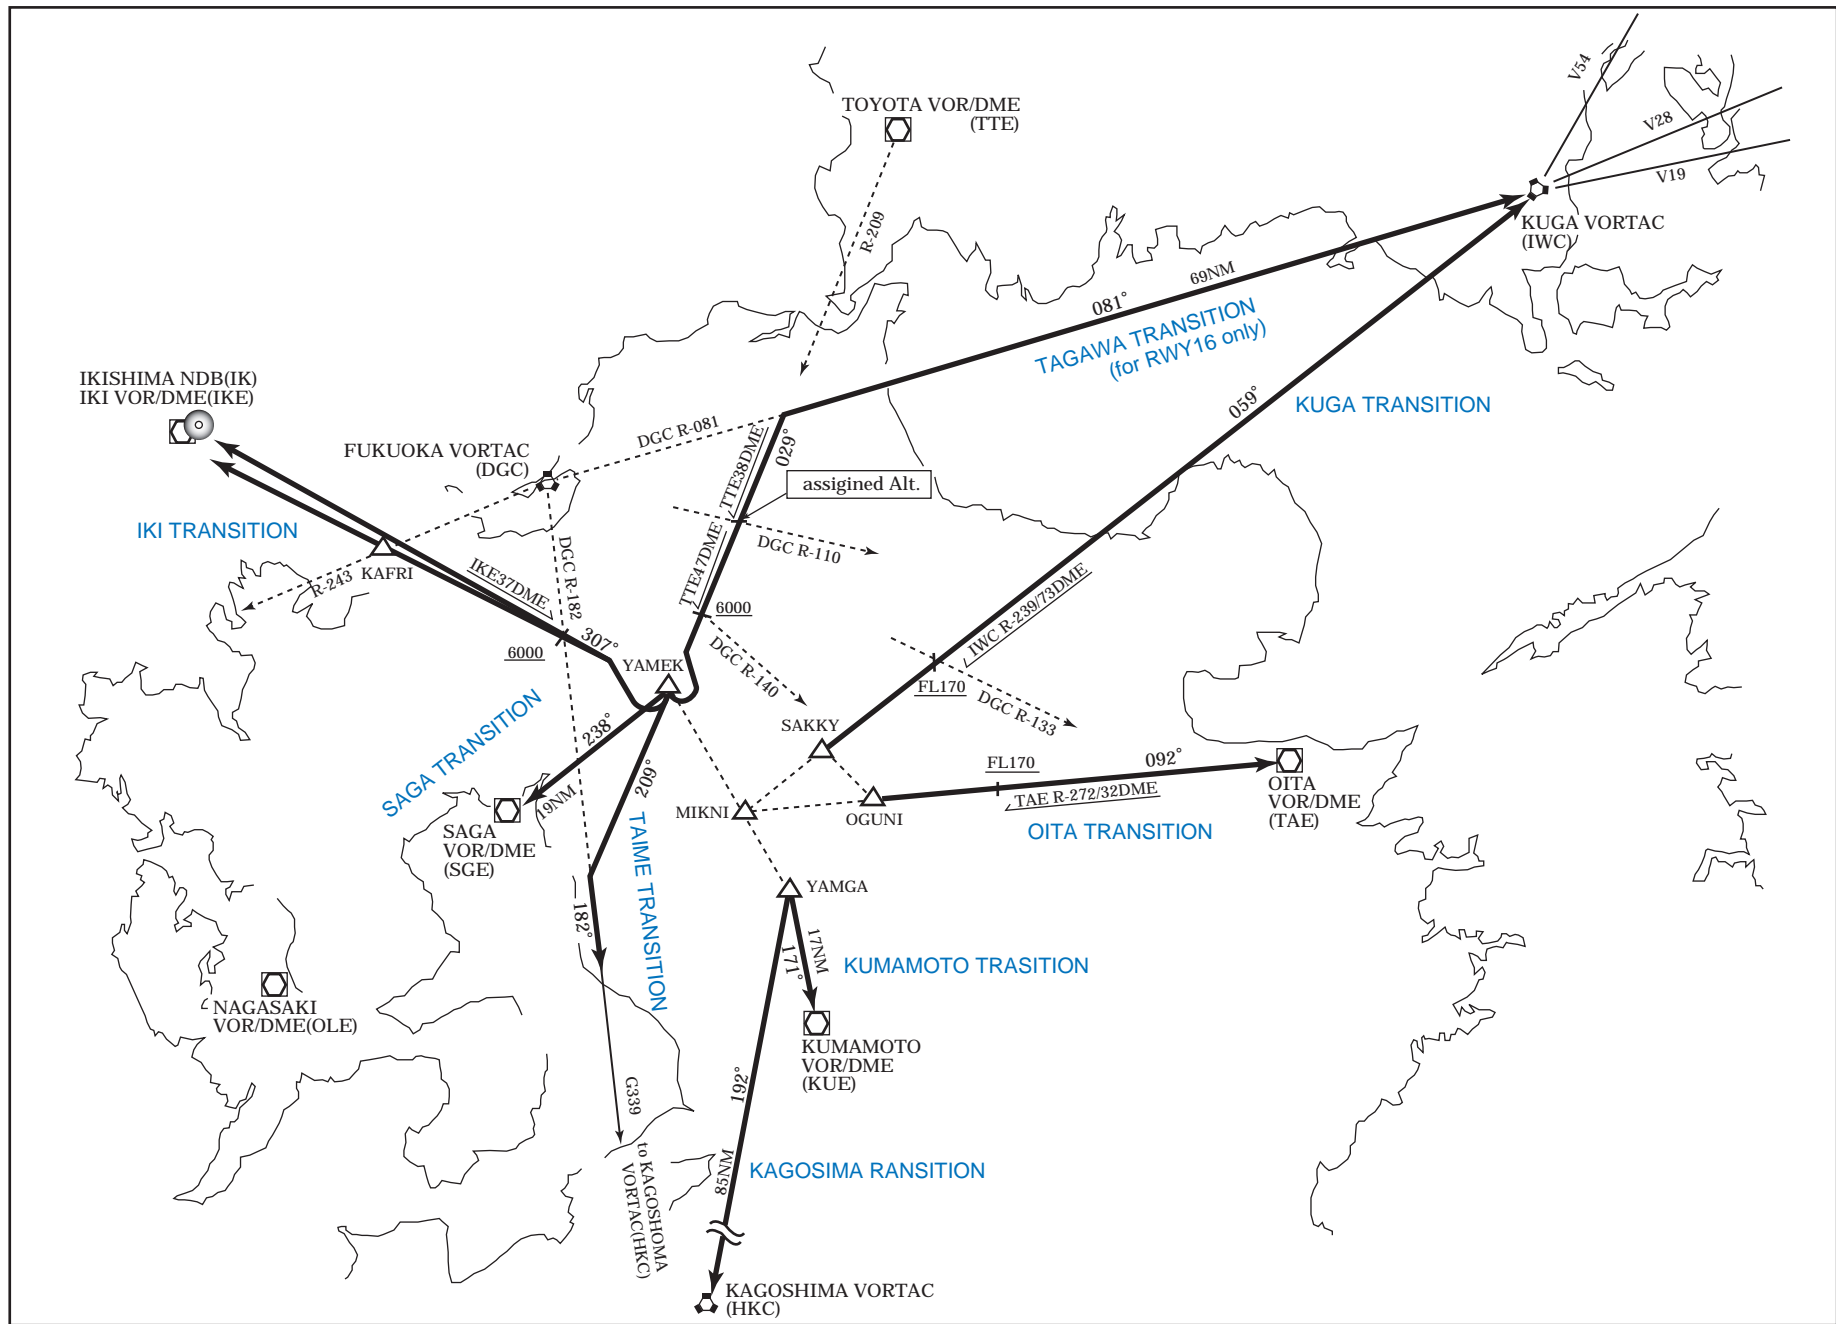 V54
V28
V19
TOYOTA VOR/DME
(TTE)
R-209
KUGA VORTAC
(IWC)
69NM
081°
TAGAWA TRANSITION
(for RWY16 only)
059°
KUGA TRANSITION
IKISHIMA NDB(IK)
IKI VOR/DME(IKE)
FUKUOKA VORTAC
(DGC)
DGC R-081
TTE38DME
029°
assigined Alt.
IKI TRANSITION
KAFRI
R-243
IKE37DME
DGC R-182
307°
6000
TTE47DME
DGC R-110
6000
DGC R-140
YAMEK
IWC R-239/73DME
FL170
DGC R-133
SAKKY
SAGA TRANSITION
238°
19NM
209°
SAGA
VOR/DME
(SGE)
TAIME TRANSITION
182°
MIKNI
OGUNI
FL170
092°
TAE R-272/32DME
OITA TRANSITION
OITA
VOR/DME
(TAE)
YAMGA
17NM
171°
KUMAMOTO TRASITION
NAGASAKI
VOR/DME(OLE)
KUMAMOTO
VOR/DME
(KUE)
G339
to KAGOSHOMA
VORTAC(HKC)
192°
85NM
KAGOSIMA RANSITION
KAGOSHIMA VORTAC
(HKC)